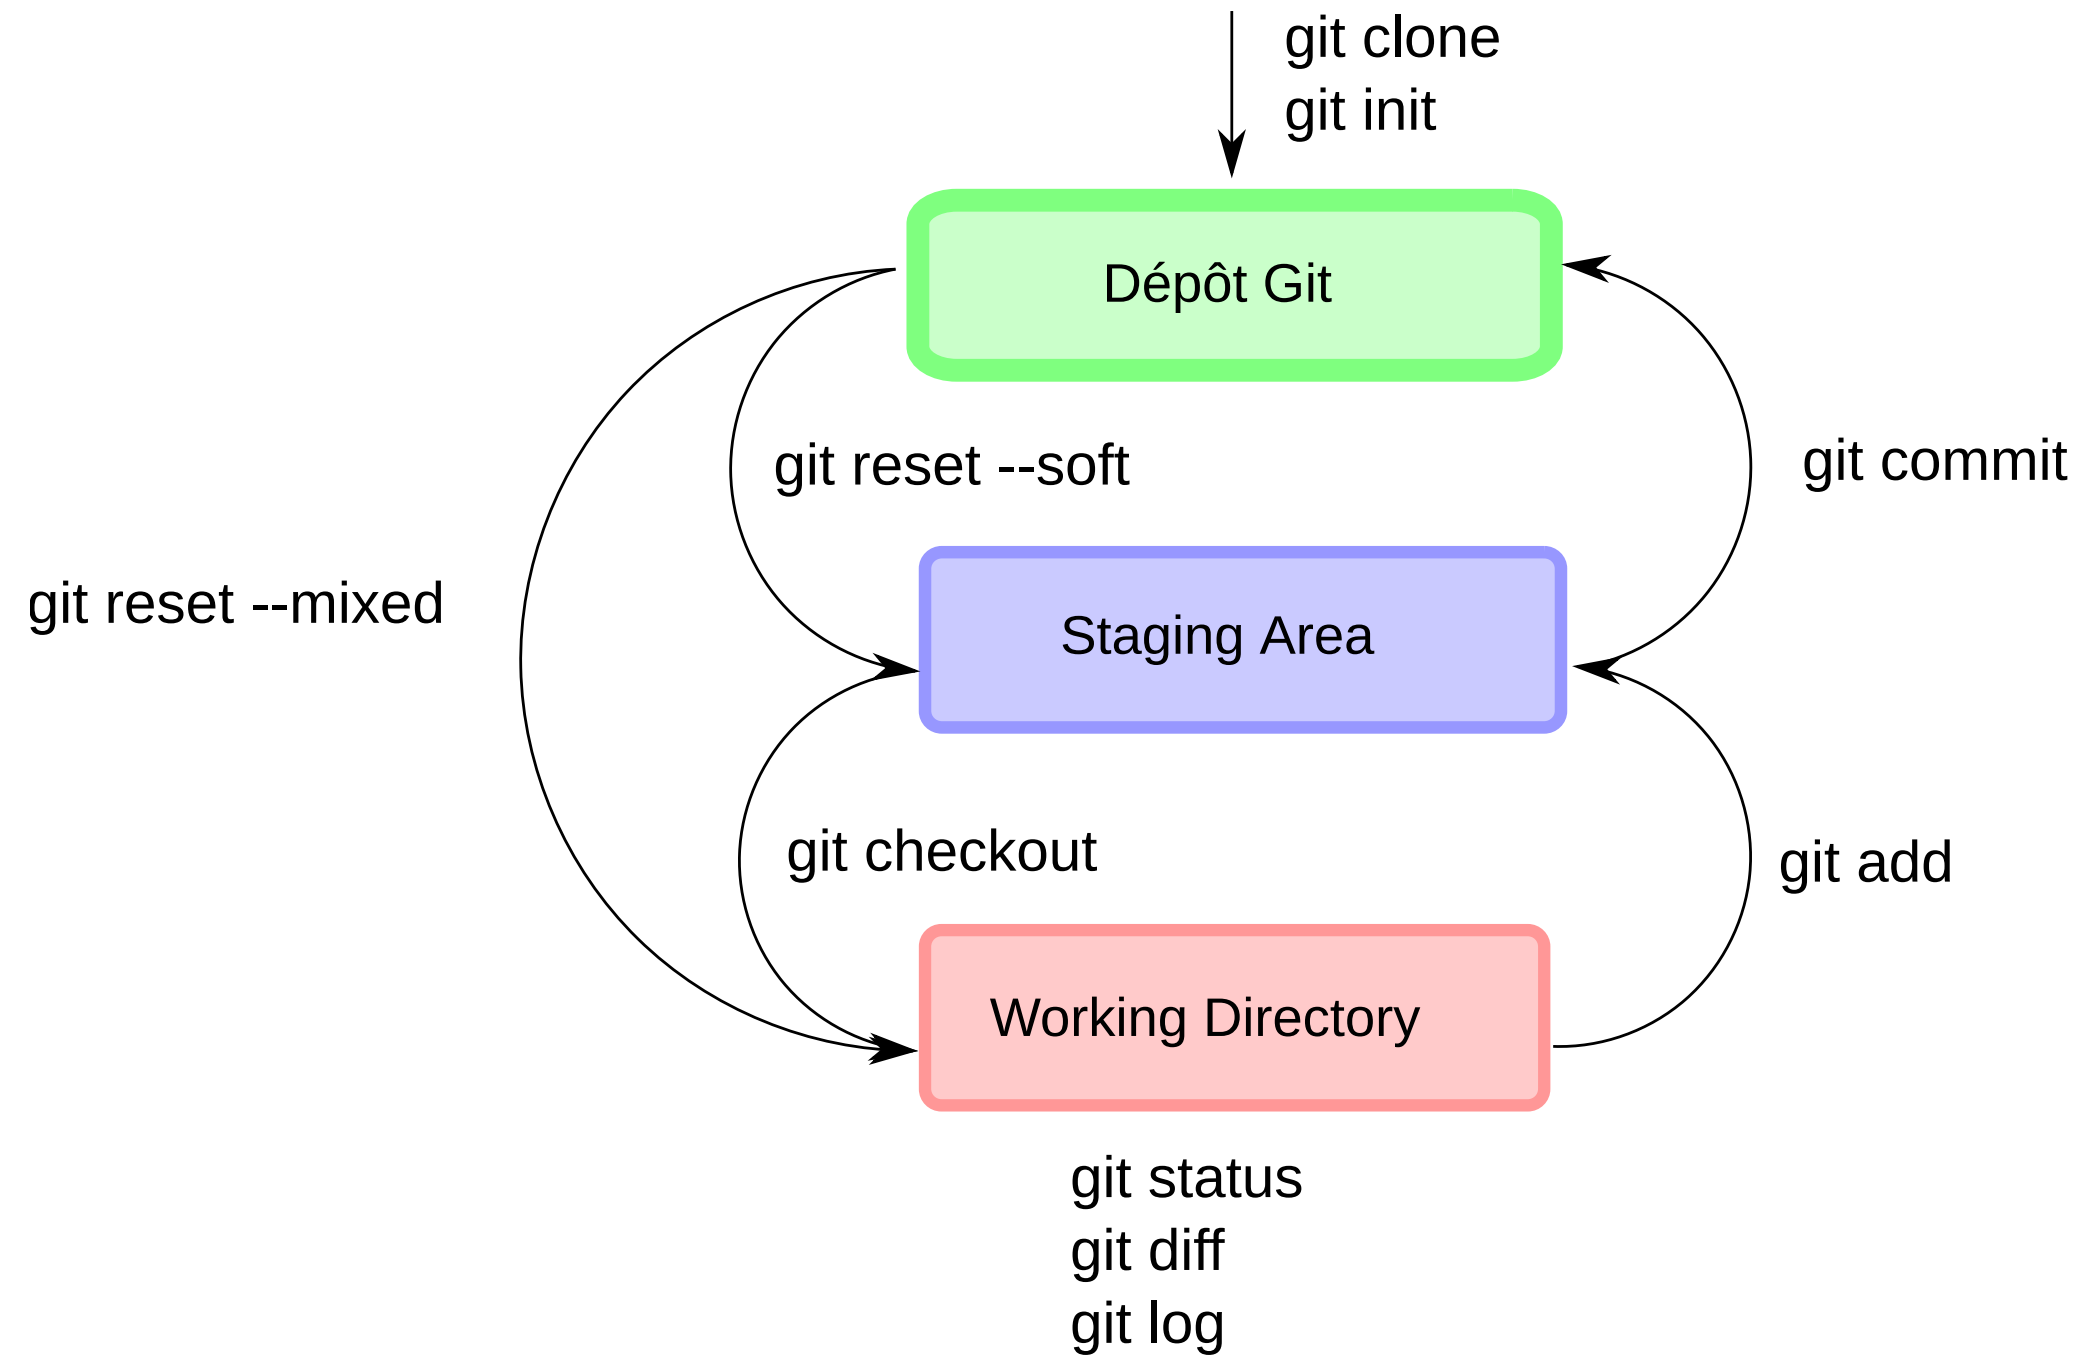 git clone
git init
Dépôt Git
git reset --soft
git commit
git reset --mixed
Staging Area
git checkout
git add
Working Directory
git status
git diff
git log